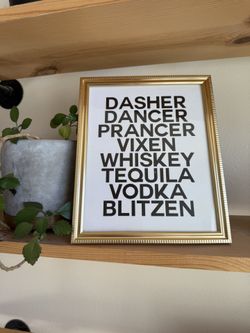 DASHER
DANCER
PRANCER
VIXEN
WHISKEY
TEQUILA
VODKA
BLITZEN